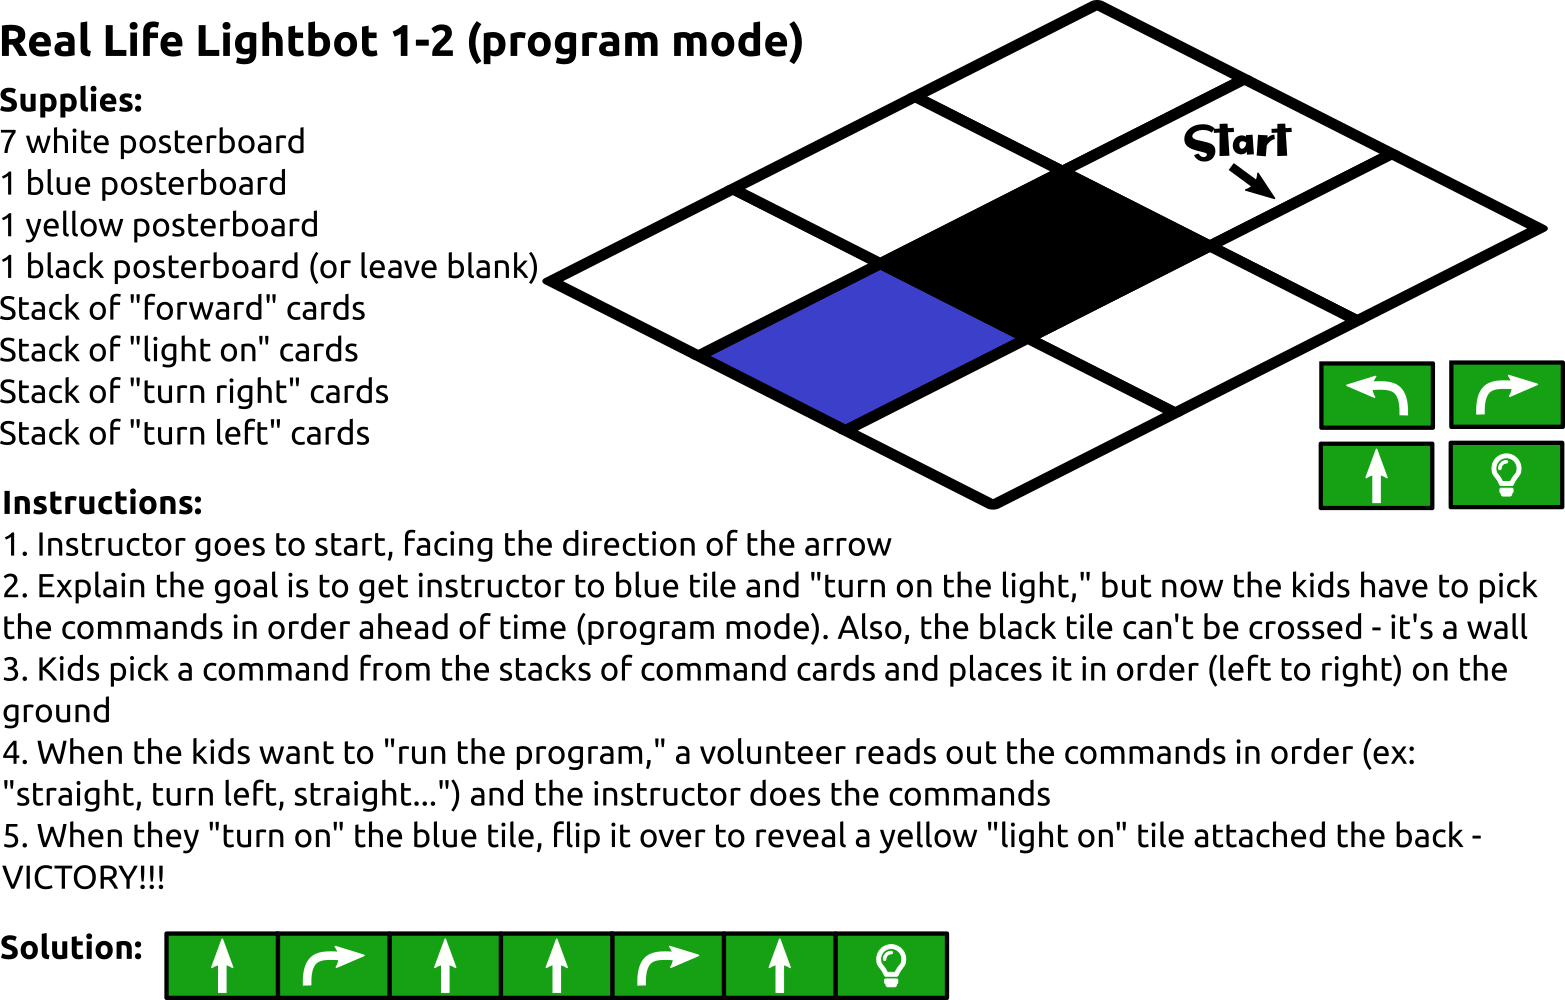 Real Life Lightbot 1-2 (program mode)
Supplies:
7 white posterboard
1 blue posterboard
1 yellow posterboard
1 black posterboard (or leave blank)
Stack of "forward" cards
Stack of "light on" cards
Stack of "turn right" cards
Stack of "turn left" cards
Start
Instructions:
1. Instructor goes to start, facing the direction of the arrow
2. Explain the goal is to get instructor to blue tile and "turn on the light," but now the kids have to pick
the commands in order ahead of time (program mode). Also, the black tile can't be crossed - it's a wall
3. Kids pick a command from the stacks of command cards and places it in order (left to right) on the
ground
4. When the kids want to "run the program," a volunteer reads out the commands in order (ex:
"straight, turn left, straight...") and the instructor does the commands
5. When they "turn on" the blue tile, flip it over to reveal a yellow "light on" tile attached the back -
VICTORY!!!
Solution: